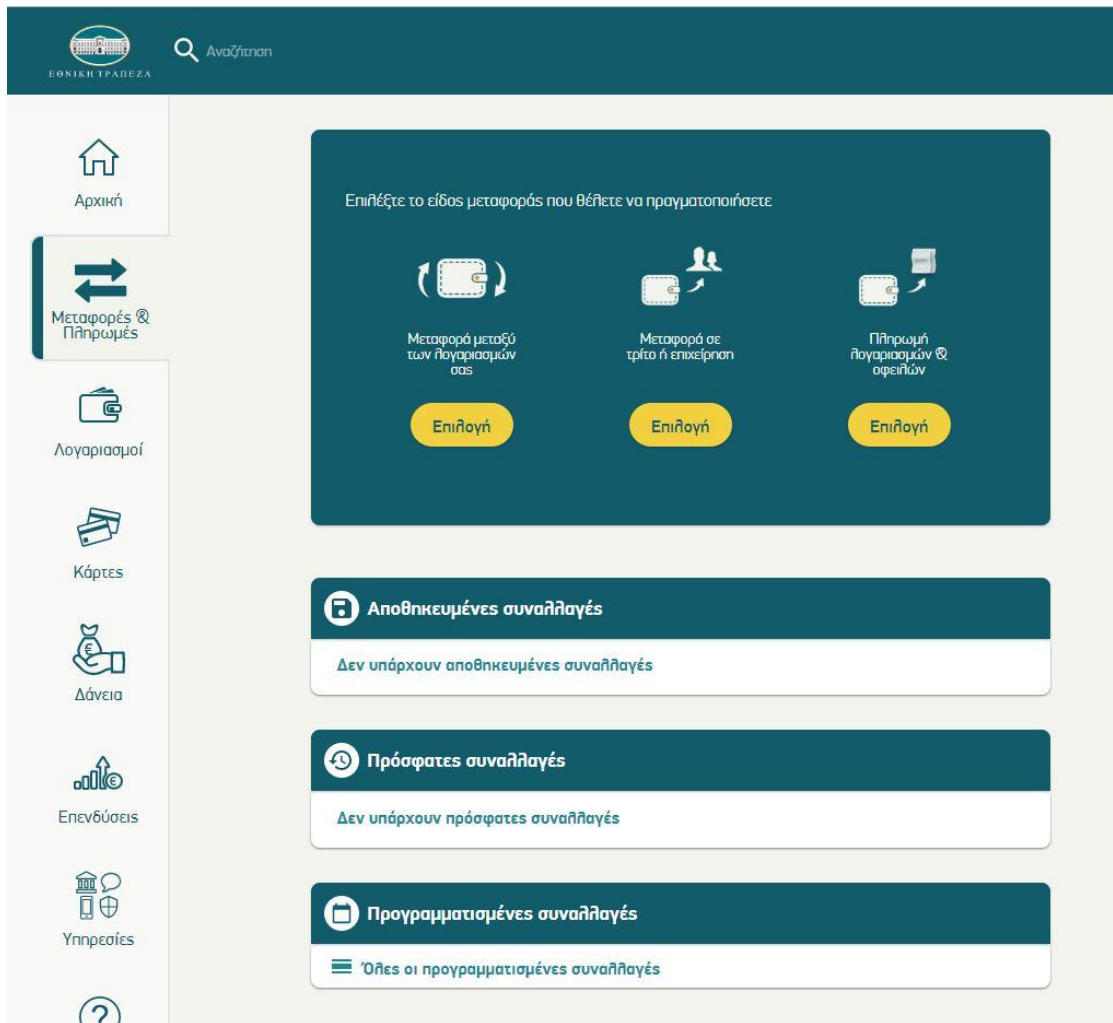 ΕΘΝΙΚΗ ΤΡΑΠΕΖΑ
Αναζήτηση
Αρχική
Μεταφορές &
Πληρωμές
Λογαριασμοί
Κάρτες
Δάνεια
Επενδύσεις
Υπηρεσίες
Επιλέξτε το είδος μεταφοράς που θέλετε να πραγματοποιήσετε
Μεταφορά μεταξύ
των λογαριασμών
σας
Επιλογή
Μεταφορά σε
τρίτο ή επιχείρηση
Επιλογή
Πληρωμή
λογαριασμών &
οφειλών
Επιλογή
Αποθηκευμένες συναλλαγές
Δεν υπάρχουν αποθηκευμένες συναλλαγές
Πρόσφατες συναλλαγές
Δεν υπάρχουν πρόσφατες συναλλαγές
Προγραμματισμένες συναλλαγές
Όλες οι προγραμματισμένες συναλλαγές